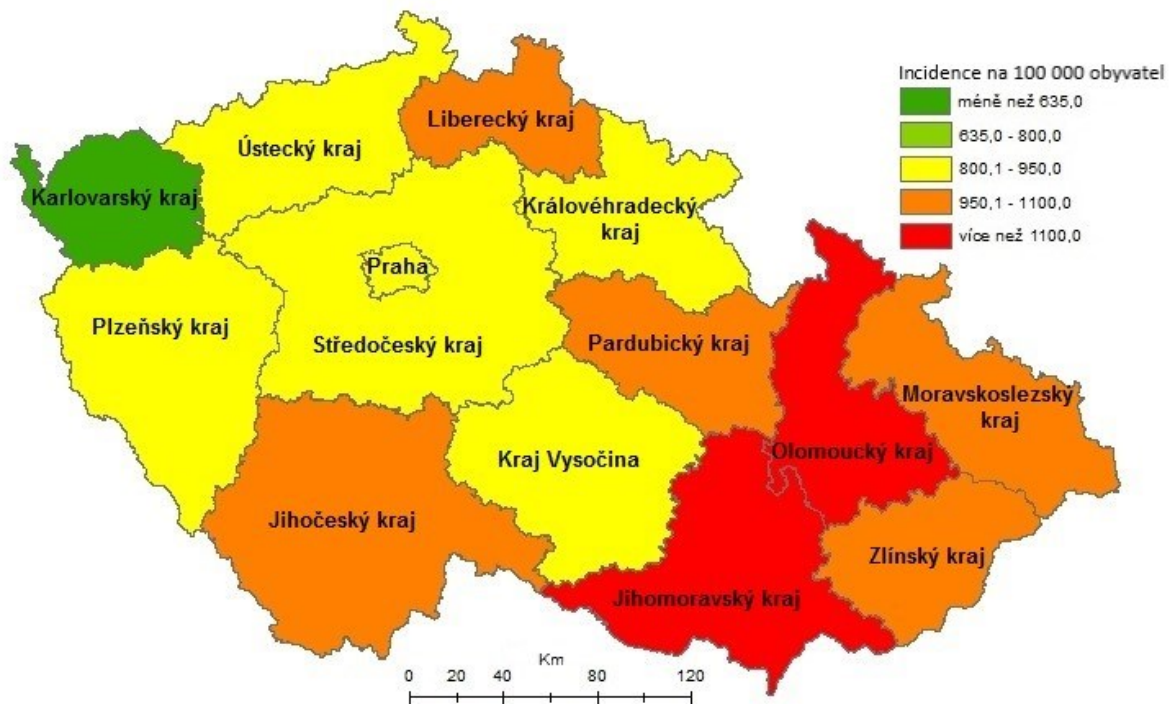 Incidence na 100 000 obyvatel
méně než 635,0
635,0 - 800,0
800,1 - 950,0
950,1 - 1100,0
více než 1100,0
Liberecký kraj
Ústecký kraj
Karlovarský kraj
Královéhradecký
kraj
Praha
Plzeňský kraj
Středočeský kraj
Pardubický kraj
Moravskoslezský
kraj
Olomoucký kraj
Kraj Vysočina
Jihočeský kraj
Zlínský kraj
Jihomoravský kraj
Km
0 20 40 80 120